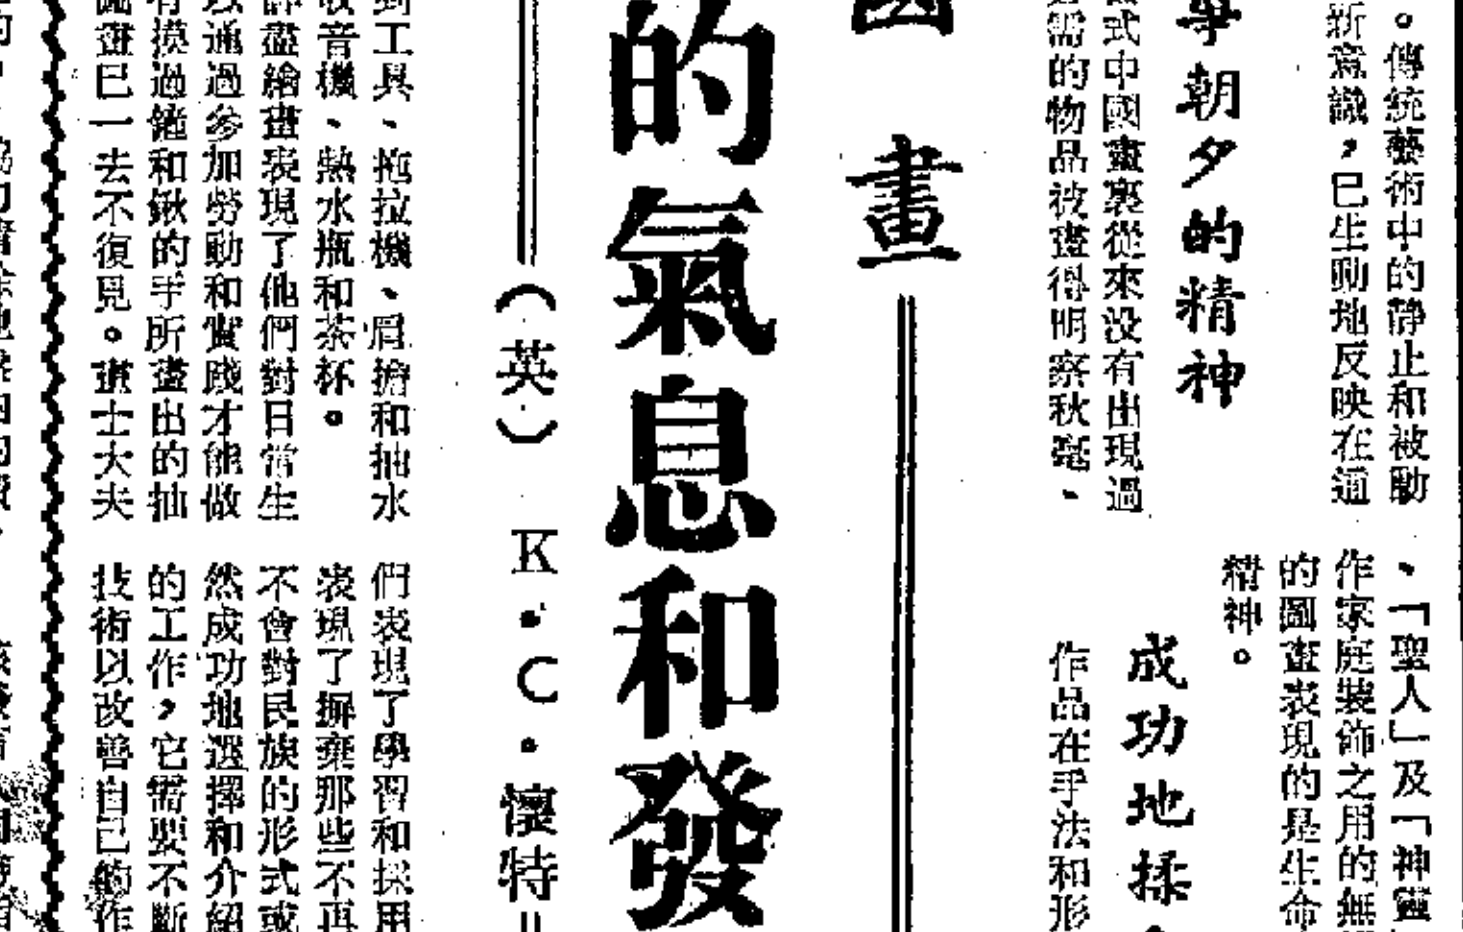 。傳統藝術中的静止和被動
新意識，已生動地反映在通
爭朝夕的精神
式中國畫裏從來没有出現過
需的物品被畫得明察秋毫、
、「聖人」及「神靈
作家庭裝飾之用的無
的圖畫表現的是生命
精神。
成功地揉
作品在手法和形
國畫
的氣息和發
（英） K·C·懷特
到工具、拖拉機、肩擔和抽水
收音機、熱水瓶和茶杯。
盡繪畫表現了他們對日常生
以通過參加勞動和實踐才能做
有摸過鎚和鍬的手所畫出的抽
畫已一去不復見。畫士大夫
們表現了學習和採用
表現了摒棄那些不再
不會對民族的形式或
然成功地選擇和介紹
的工作，它需要不斷
技術以改善自己的作